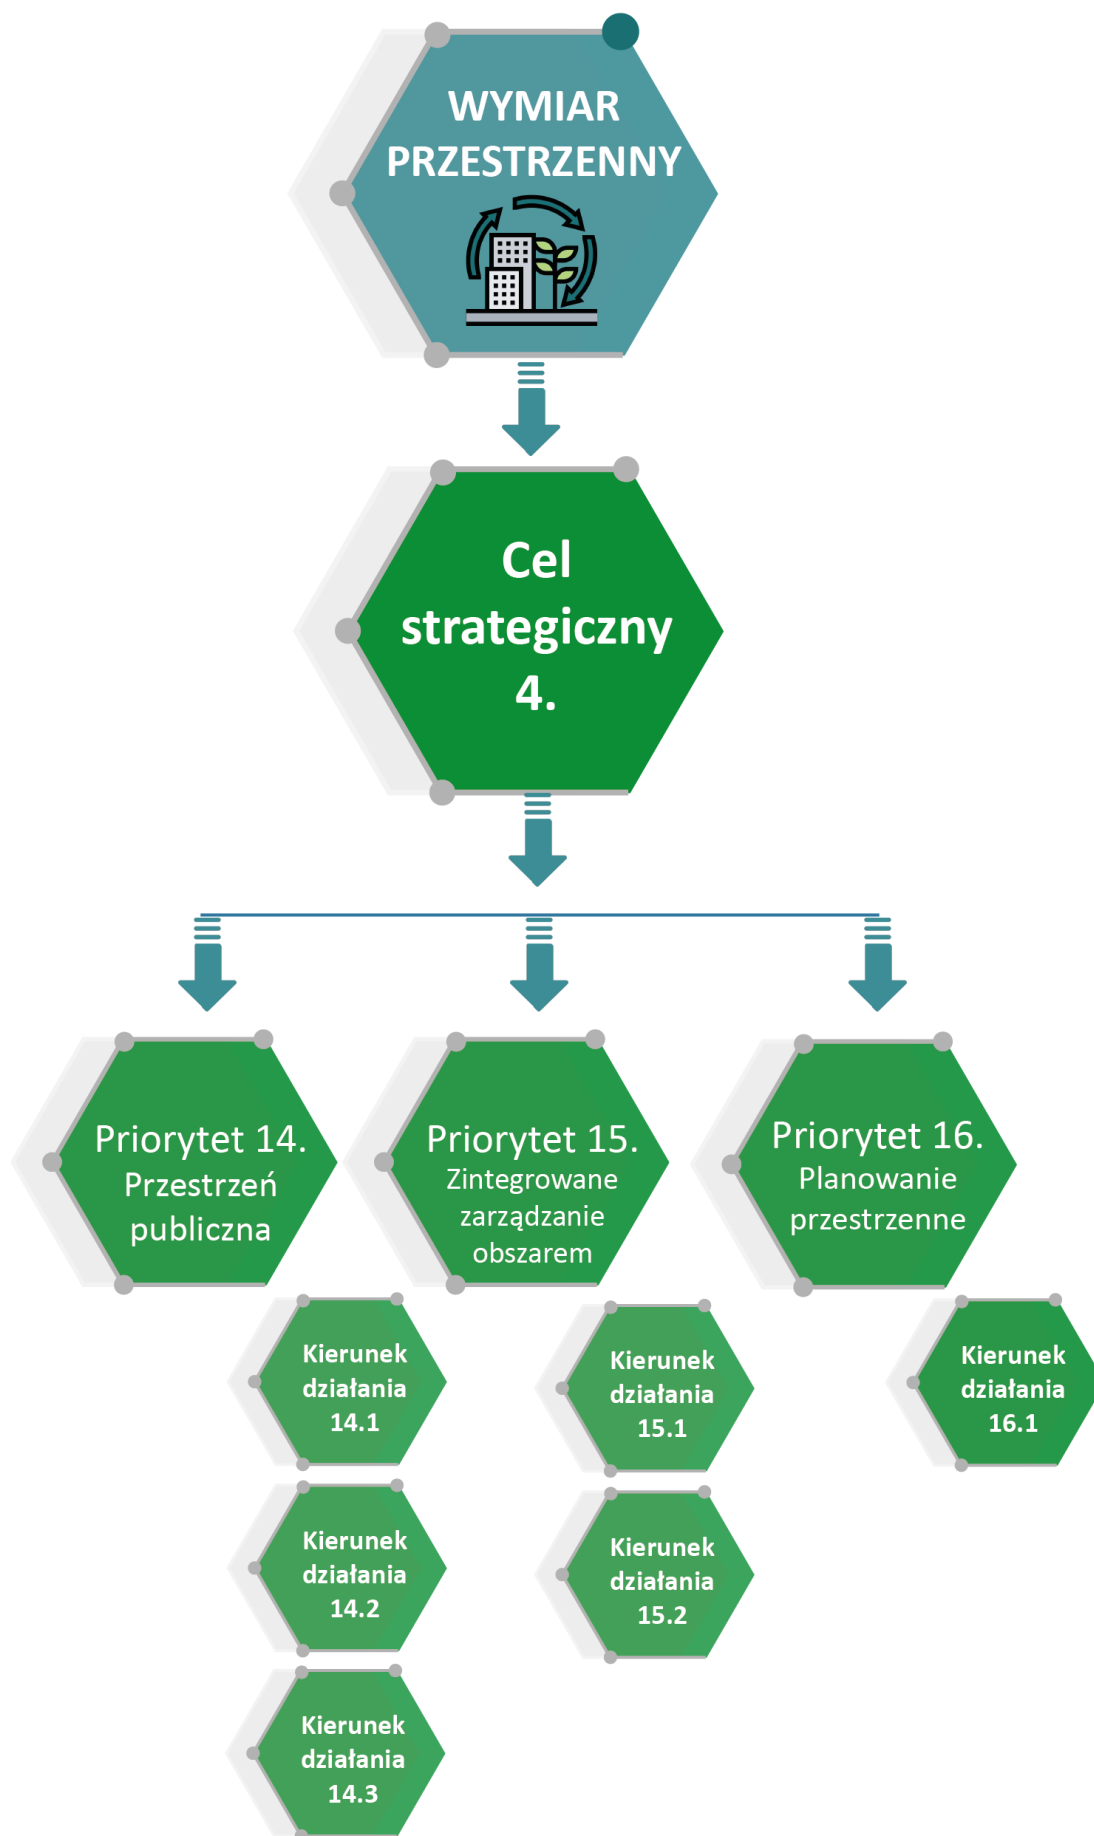 WYMIAR
PRZESTRZENNY
Cel
strategiczny
4.
Priorytet 14.
Przestrzeń
publiczna
Priorytet 15.
Zintegrowane
zarządzanie
obszarem
Priorytet 16.
Planowanie
przestrzenne
Kierunek
działania
14.1
Kierunek
działania
15.1
Kierunek
działania
16.1
Kierunek
działania
14.2
Kierunek
działania
15.2
Kierunek
działania
14.3